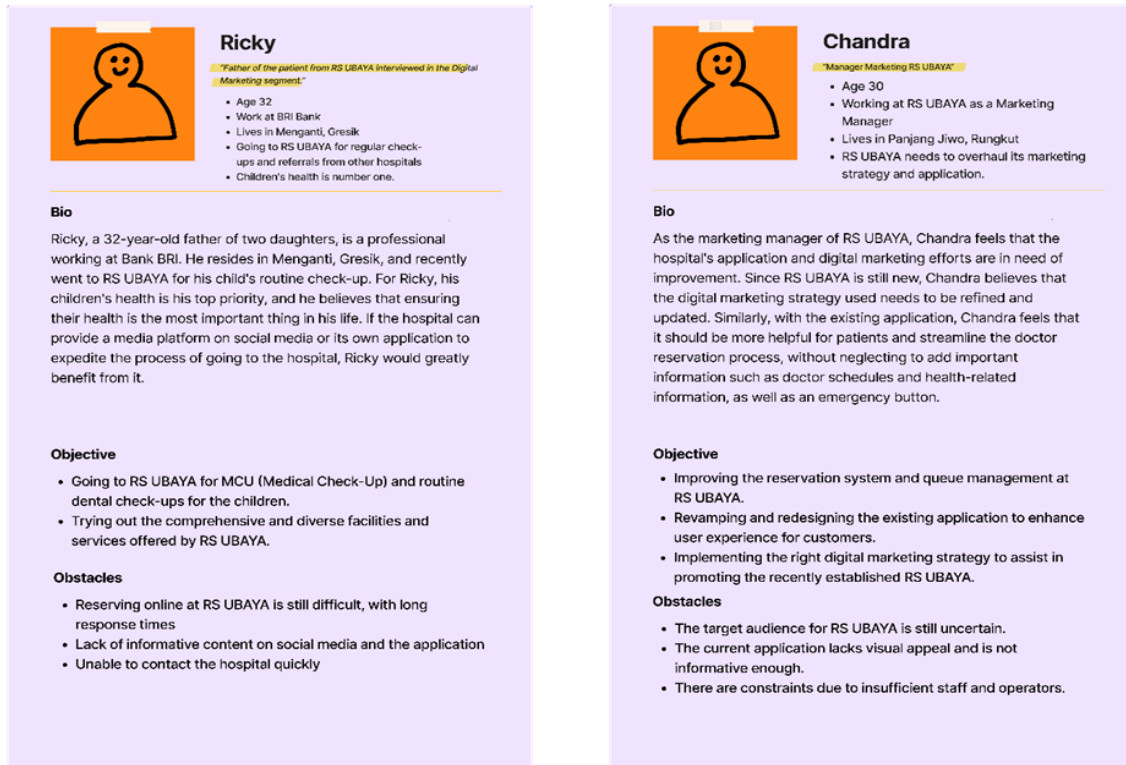 Ricky
"Father of the patient from RS UBAYA interviewed in the Digital
Marketing segment."
• Age 32
• Work at BRI Bank
• Lives in Menganti, Gresik
• Going to RS UBAYA for regular check-
ups and referrals from other hospitals
• Children's health is number one.
Bio
Ricky, a 32-year-old father of two daughters, is a professional
working at Bank BRI. He resides in Menganti, Gresik, and recently
went to RS UBAYA for his child's routine check-up. For Ricky, his
children's health is his top priority, and he believes that ensuring
their health is the most important thing in his life. If the hospital can
provide a media platform on social media or its own application to
expedite the process of going to the hospital, Ricky would greatly
benefit from it.
Objective
• Going to RS UBAYA for MCU (Medical Check-Up) and routine
dental check-ups for the children.
• Trying out the comprehensive and diverse facilities and
services offered by RS UBAYA.
Obstacles
• Reserving online at RS UBAYA is still difficult, with long
response times
• Lack of informative content on social media and the application
• Unable to contact the hospital quickly
Chandra
"Manager Marketing RS UBAYA"
• Age 30
• Working at RS UBAYA as a Marketing
Manager
• Lives in Panjang Jiwo, Rungkut
• RS UBAYA needs to overhaul its marketing
strategy and application.
Bio
As the marketing manager of RS UBAYA, Chandra feels that the
hospital's application and digital marketing efforts are in need of
improvement. Since RS UBAYA is still new, Chandra believes that
the digital marketing strategy used needs to be refined and
updated. Similarly, with the existing application, Chandra feels that
it should be more helpful for patients and streamline the doctor
reservation process, without neglecting to add important
information such as doctor schedules and health-related
information, as well as an emergency button.
Objective
• Improving the reservation system and queue management at
RS UBAYA.
• Revamping and redesigning the existing application to enhance
user experience for customers.
• Implementing the right digital marketing strategy to assist in
promoting the recently established RS UBAYA.
Obstacles
• The target audience for RS UBAYA is still uncertain.
• The current application lacks visual appeal and is not
informative enough.
• There are constraints due to insufficient staff and operators.